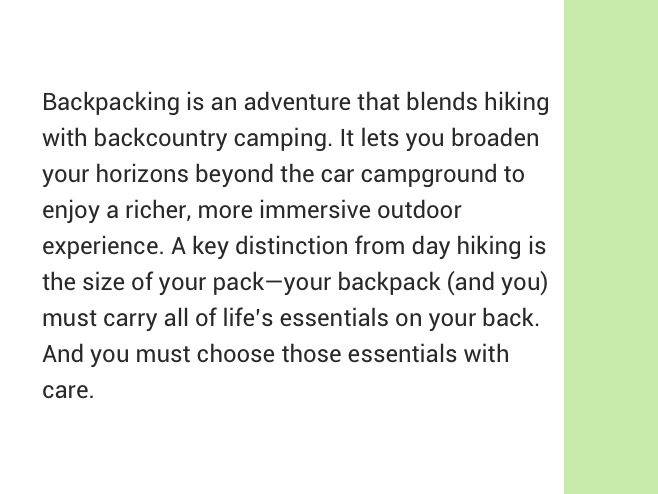 Backpacking is an adventure that blends hiking
with backcountry camping. It lets you broaden
your horizons beyond the car campground to
enjoy a richer, more immersive outdoor
experience. A key distinction from day hiking is
the size of your pack—your backpack (and you)
must carry all of life's essentials on your back.
And you must choose those essentials with
care.